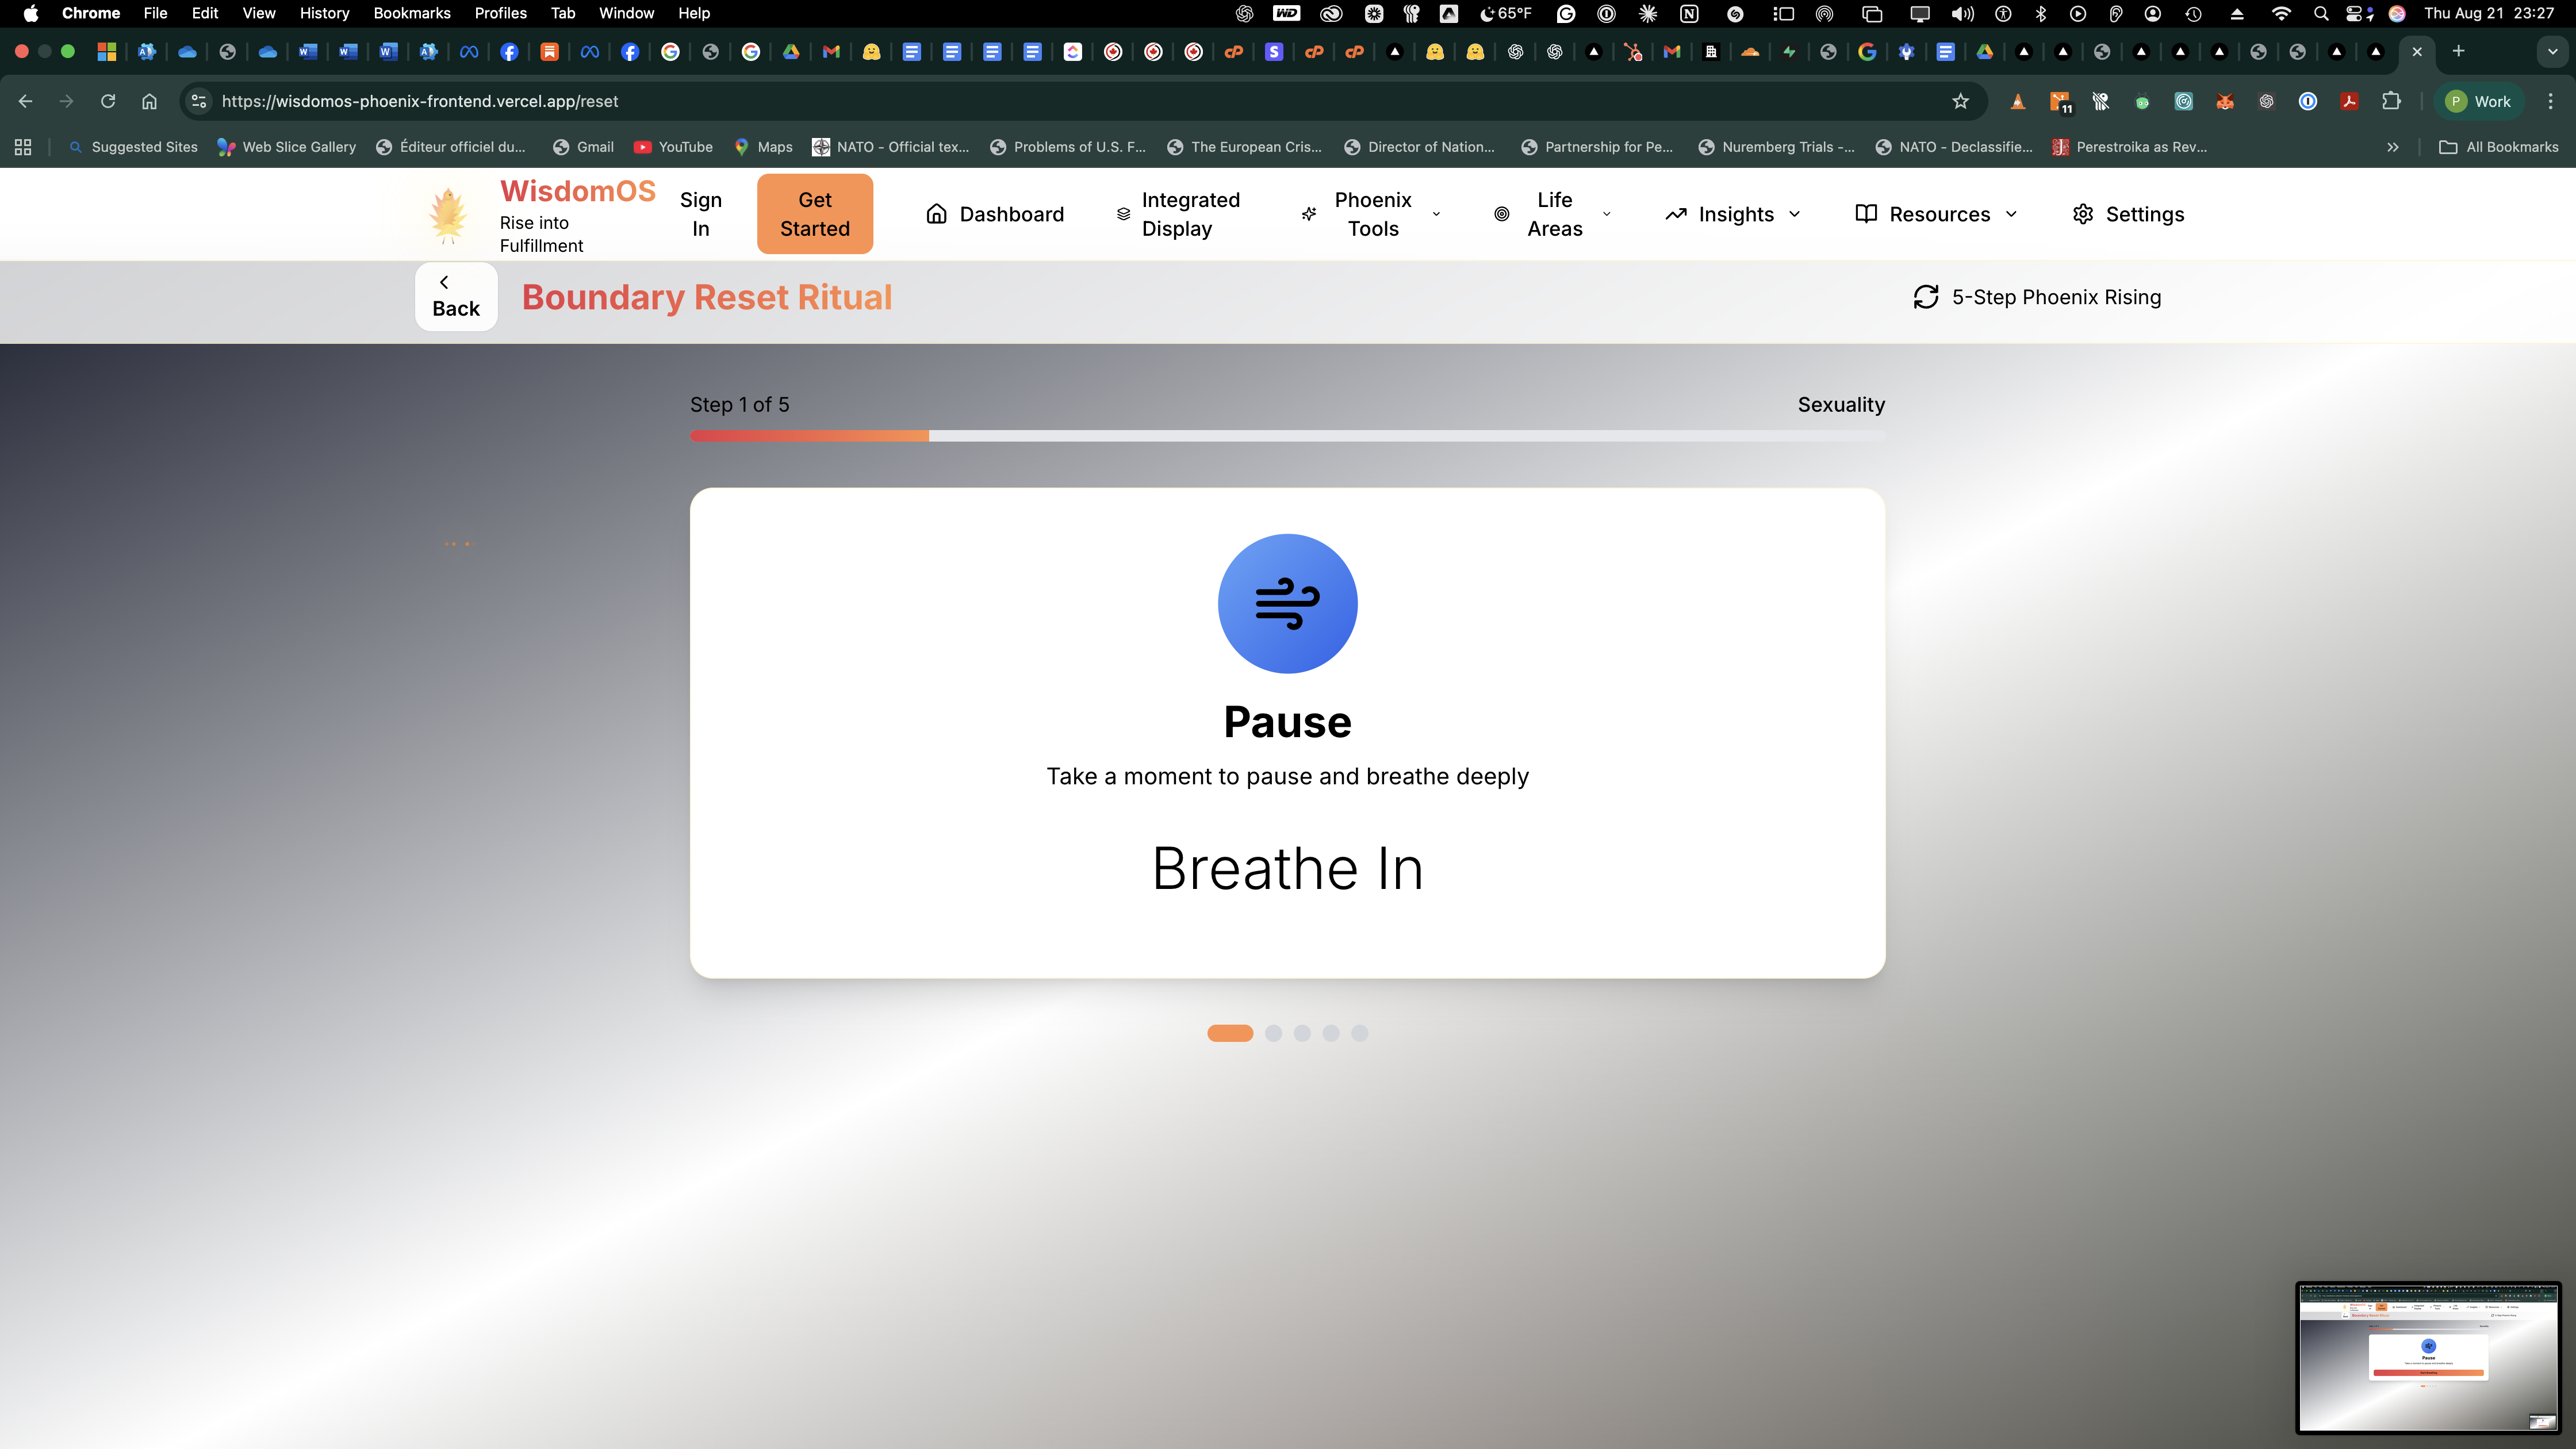 Chrome File Edit View History Bookmarks Profiles Tab Window Help WD 65°F Thu Aug 21 23:27
https://wisdomos-phoenix-frontend.vercel.app/reset 11 P Work
Suggested Sites Web Slice Gallery Éditeur officiel du... Gmail YouTube Maps NATO - Official tex... Problems of U.S. F... The European Cris... Director of Nation... Partnership for Pe... Nuremberg Trials -... NATO - Declassifie... Perestroika as Rev... All Bookmarks
WisdomOS
Rise into
Fulfillment
Sign
In
Get
Started
Dashboard
Integrated
Display
Phoenix
Tools
Life
Areas
Insights
Resources
Settings
Back
Boundary Reset Ritual
5-Step Phoenix Rising
Step 1 of 5
Sexuality
Pause
Take a moment to pause and breathe deeply
Breathe In